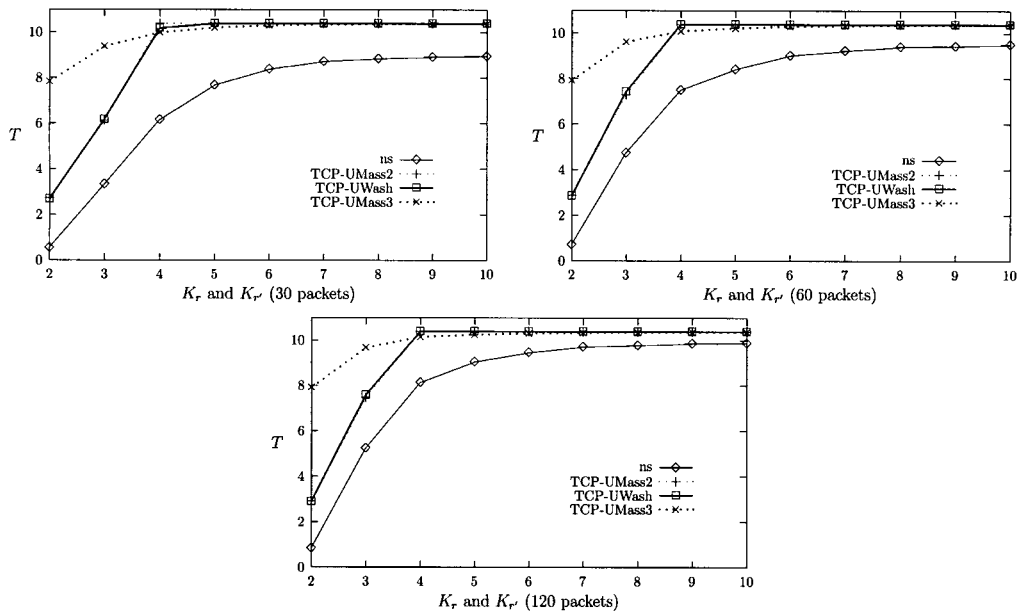 10
8
6
4
2
0
T
ns
TCP-UMass2
TCP-UWash
TCP-UMass3
2 3 4 5 6 7 8 9 10
K_r and K_r' (30 packets)
10
8
6
4
2
0
T
ns
TCP-UMass2
TCP-UWash
TCP-UMass3
2 3 4 5 6 7 8 9 10
K_r and K_r' (60 packets)
10
8
6
4
2
0
T
ns
TCP-UMass2
TCP-UWash
TCP-UMass3
2 3 4 5 6 7 8 9 10
K_r and K_r' (120 packets)